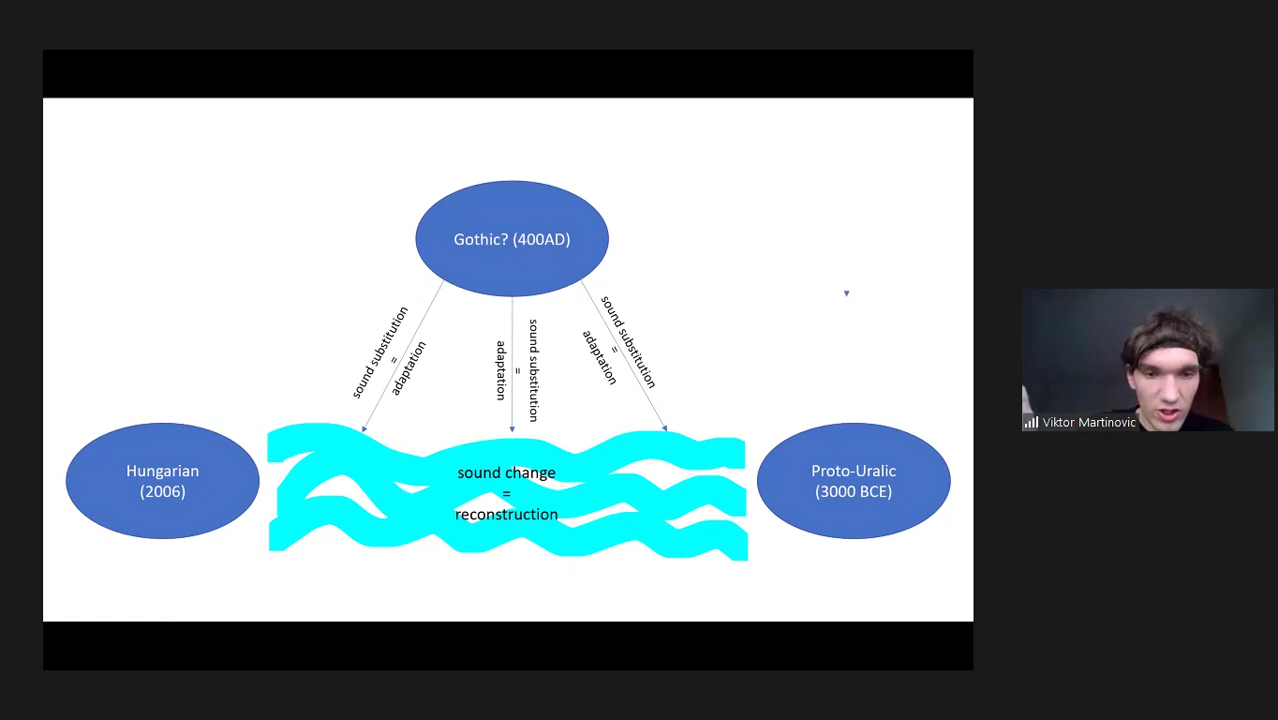 Gothic? (400AD)
sound substitution
=
adaptation
sound substitution
=
adaptation
sound substitution
=
adaptation
Hungarian
(2006)
sound change
=
reconstruction
Proto-Uralic
(3000 BCE)
Viktor Martinovic